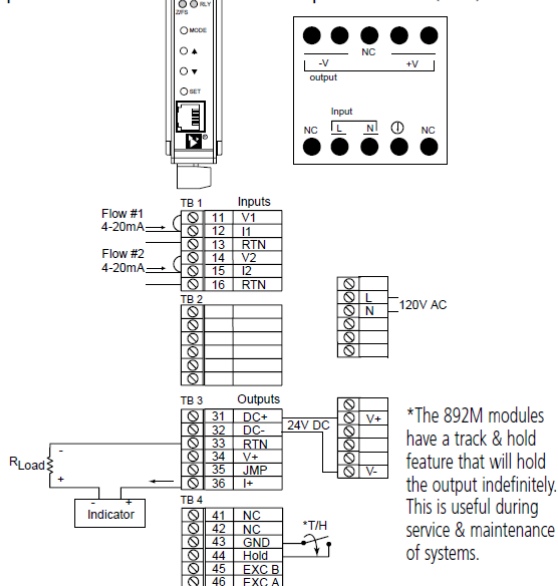 RLY
Z/FS
MODE
SET
NC
-V
+V
output
Input
NC
L
N
NC
TB 1
Inputs
Flow #1
4-20mA
11
V1
12
I1
13
RTN
Flow #2
4-20mA
14
V2
15
I2
16
RTN
TB 2
L
N
120V AC
TB 3
Outputs
31
DC+
32
DC-
33
RTN
34
V+
35
JMP
36
I+
24V DC
V+
V-
RLoad
-
+
- +
Indicator
TB 4
41
NC
42
NC
43
GND
44
Hold
45
EXC B
46
EXC A
*T/H
*The 892M modules
have a track & hold
feature that will hold
the output indefinitely.
This is useful during
service & maintenance
of systems.